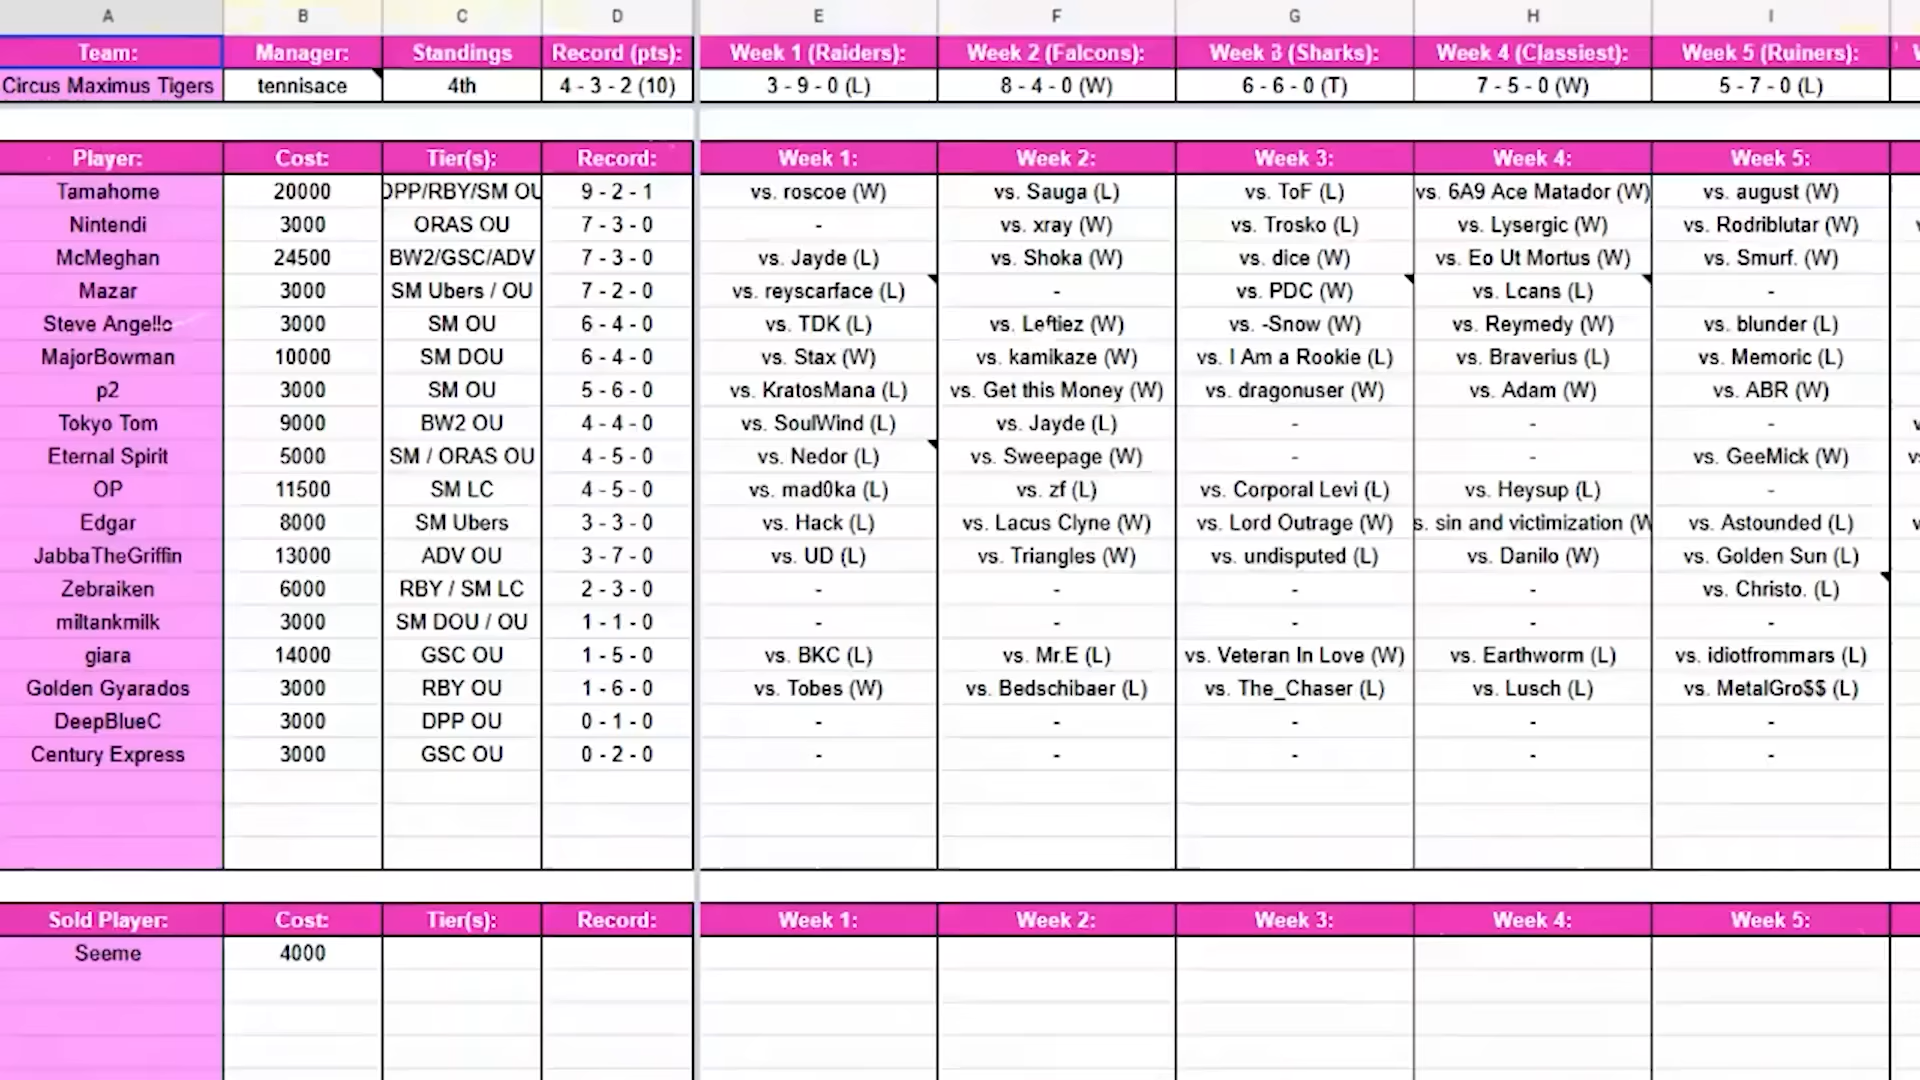 A B C D E F G H I
Team: Manager: Standings Record (pts): Week 1 (Raiders): Week 2 (Falcons): Week 3 (Sharks): Week 4 (Classiest): Week 5 (Ruiners):
Circus Maximus Tigers tennisace 4th 4 - 3 - 2 (10) 3 - 9 - 0 (L) 8 - 4 - 0 (W) 6 - 6 - 0 (T) 7 - 5 - 0 (W) 5 - 7 - 0 (L)
Player: Cost: Tier(s): Record: Week 1: Week 2: Week 3: Week 4: Week 5:
Tamahome 20000 DPP/RBY/SM OU 9 - 2 - 1 vs. roscoe (W) vs. Sauga (L) vs. ToF (L) vs. 6A9 Ace Matador (W) vs. august (W)
Nintendi 3000 ORAS OU 7 - 3 - 0 - vs. xray (W) vs. Trosko (L) vs. Lysergic (W) vs. Rodriblutar (W)
McMeghan 24500 BW2/GSC/ADV 7 - 3 - 0 vs. Jayde (L) vs. Shoka (W) vs. dice (W) vs. Eo Ut Mortus (W) vs. Smurf. (W)
Mazar 3000 SM Ubers / OU 7 - 2 - 0 vs. reyscarface (L) - vs. PDC (W) vs. Lcans (L) -
Steve Angello 3000 SM OU 6 - 4 - 0 vs. TDK (L) vs. Leftiez (W) vs. -Snow (W) vs. Reymedy (W) vs. blunder (L)
MajorBowman 10000 SM DOU 6 - 4 - 0 vs. Stax (W) vs. kamikaze (W) vs. I Am a Rookie (L) vs. Braverius (L) vs. Memoric (L)
p2 3000 SM OU 5 - 6 - 0 vs. KratosMana (L) vs. Get this Money (W) vs. dragonuser (W) vs. Adam (W) vs. ABR (W)
Tokyo Tom 9000 BW2 OU 4 - 4 - 0 vs. SoulWind (L) vs. Jayde (L) - - -
Eternal Spirit 5000 SM / ORAS OU 4 - 5 - 0 vs. Nedor (L) vs. Sweepage (W) - - vs. GeeMick (W)
OP 11500 SM LC 4 - 5 - 0 vs. mad0ka (L) vs. zf (L) vs. Corporal Levi (L) vs. Heysup (L) -
Edgar 8000 SM Ubers 3 - 3 - 0 vs. Hack (L) vs. Lacus Clyne (W) vs. Lord Outrage (W) s. sin and victimization (W vs. Astounded (L)
JabbaTheGriffin 13000 ADV OU 3 - 7 - 0 vs. UD (L) vs. Triangles (W) vs. undisputed (L) vs. Danilo (W) vs. Golden Sun (L)
Zebraiken 6000 RBY / SM LC 2 - 3 - 0 - - - - vs. Christo. (L)
miltankmilk 3000 SM DOU / OU 1 - 1 - 0 - - - - -
giara 14000 GSC OU 1 - 5 - 0 vs. BKC (L) vs. Mr.E (L) vs. Veteran In Love (W) vs. Earthworm (L) vs. idiotfrommars (L)
Golden Gyarados 3000 RBY OU 1 - 6 - 0 vs. Tobes (W) vs. Bedschibaer (L) vs. The_Chaser (L) vs. Lusch (L) vs. MetalGro$$ (L)
DeepBlueC 3000 DPP OU 0 - 1 - 0 - - - - -
Century Express 3000 GSC OU 0 - 2 - 0 - - - - -
Sold Player: Cost: Tier(s): Record: Week 1: Week 2: Week 3: Week 4: Week 5:
Seeme 4000